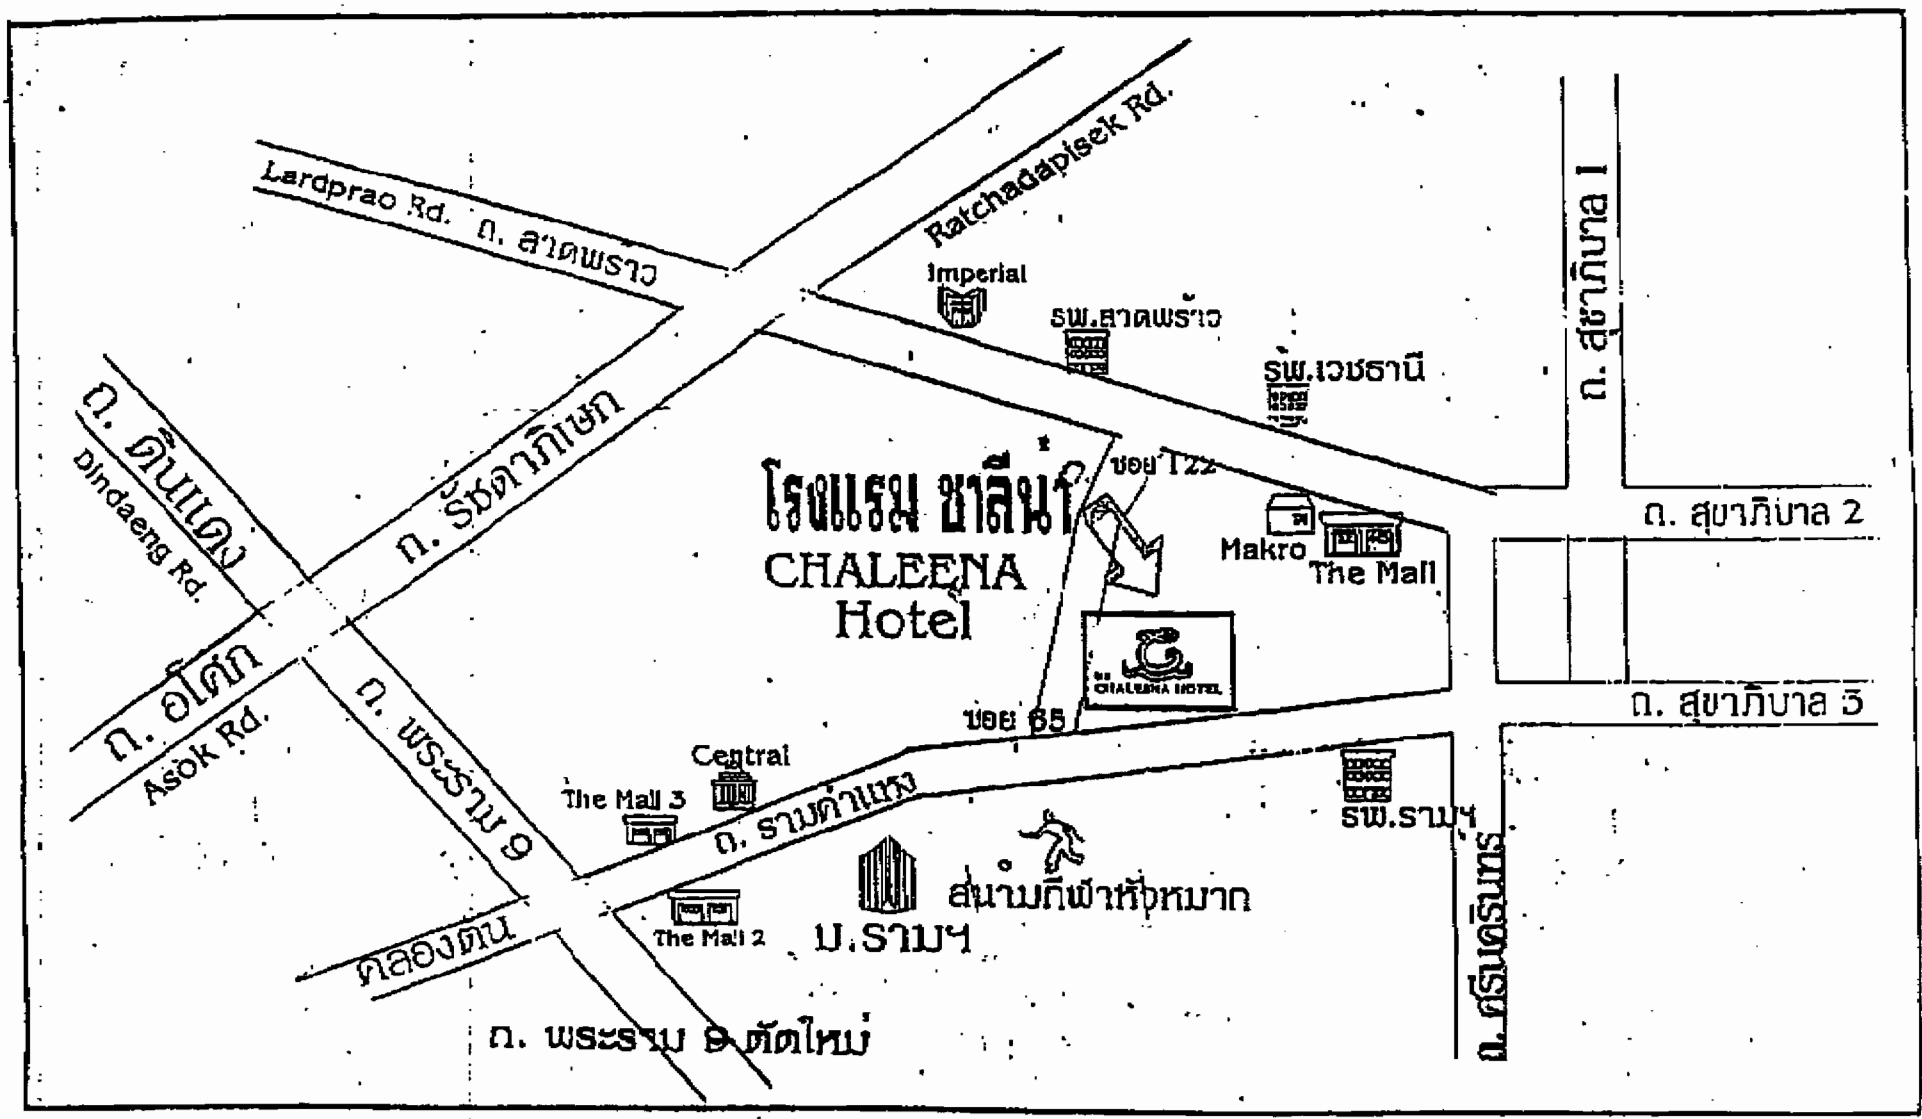 Ratchadapisek Rd.
Lardprao Rd. ถ. ลาดพร้าว
Imperial
รพ.ลาดพร้าว
รพ.เวชธานี
ถ. สุขาภิบาล 1
ถ. ดินแดง
Dindaeng Rd.
ถ. รัชดาภิเษก
ซอย 122
โรงแรม ชาลีน่า
CHALEENA
Hotel
Makro
The Mall
ถ. สุขาภิบาล 2
CHALEENA HOTEL
ถ. อโศก
Asok Rd.
ถ. พระราม 9
ซอย 65
ถ. สุขาภิบาล 3
Central
The Mall 3
ถ. รามคำแหง
รพ.รามฯ
The Mall 2
ม.รามฯ
สนามกีฬาหัวหมาก
คลองตัน
ถ. ศรีนครินทร์
ถ. พระราม 9 ตัดใหม่